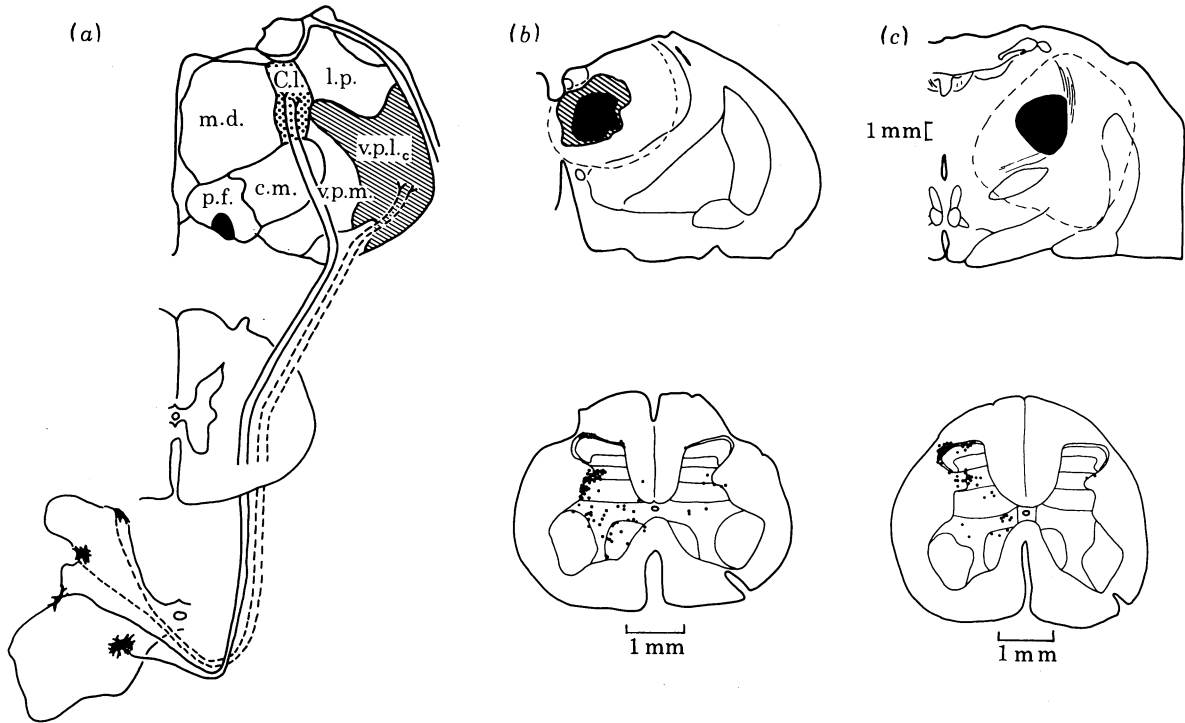 (a)
C.l.
l.p.
m.d.
v.p.l.c
c.m.
v.p.m.
p.f.
(b)
(c)
1 mm
1 mm
1 mm